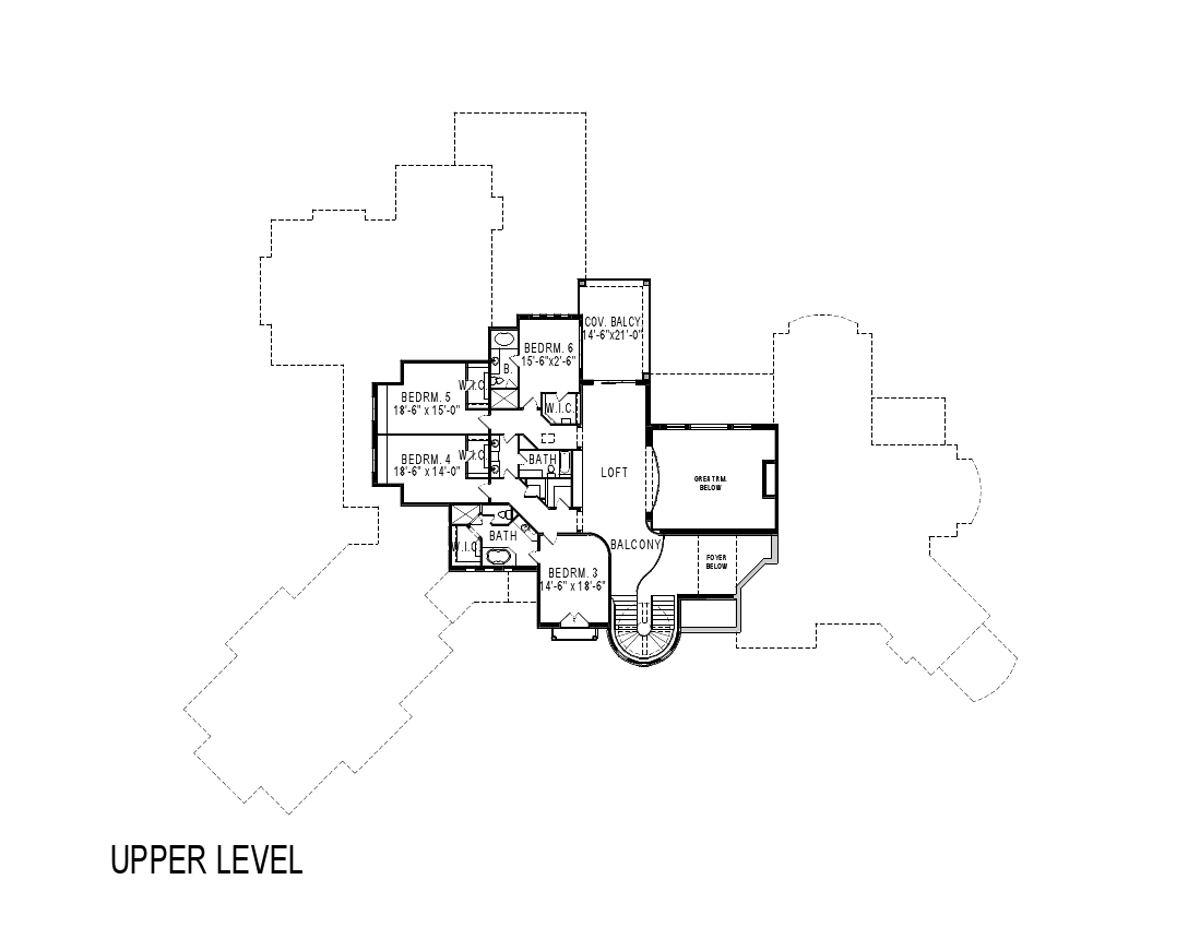 COV. BALCY
14'-6"x21'-0"
BEDRM. 6
15'-6"x2'-6"
B.
W.I.C.
BEDRM. 5
18'-6" x 15'-0"
W.I.C.
BEDRM. 4
18'-6" x 14'-0"
W.I.C.
BATH
LOFT
GREAT RM.
BELOW
BATH
W.I.C.
BALCONY
FOYER
BELOW
BEDRM. 3
14'-6" x 18'-6"
UPPER LEVEL